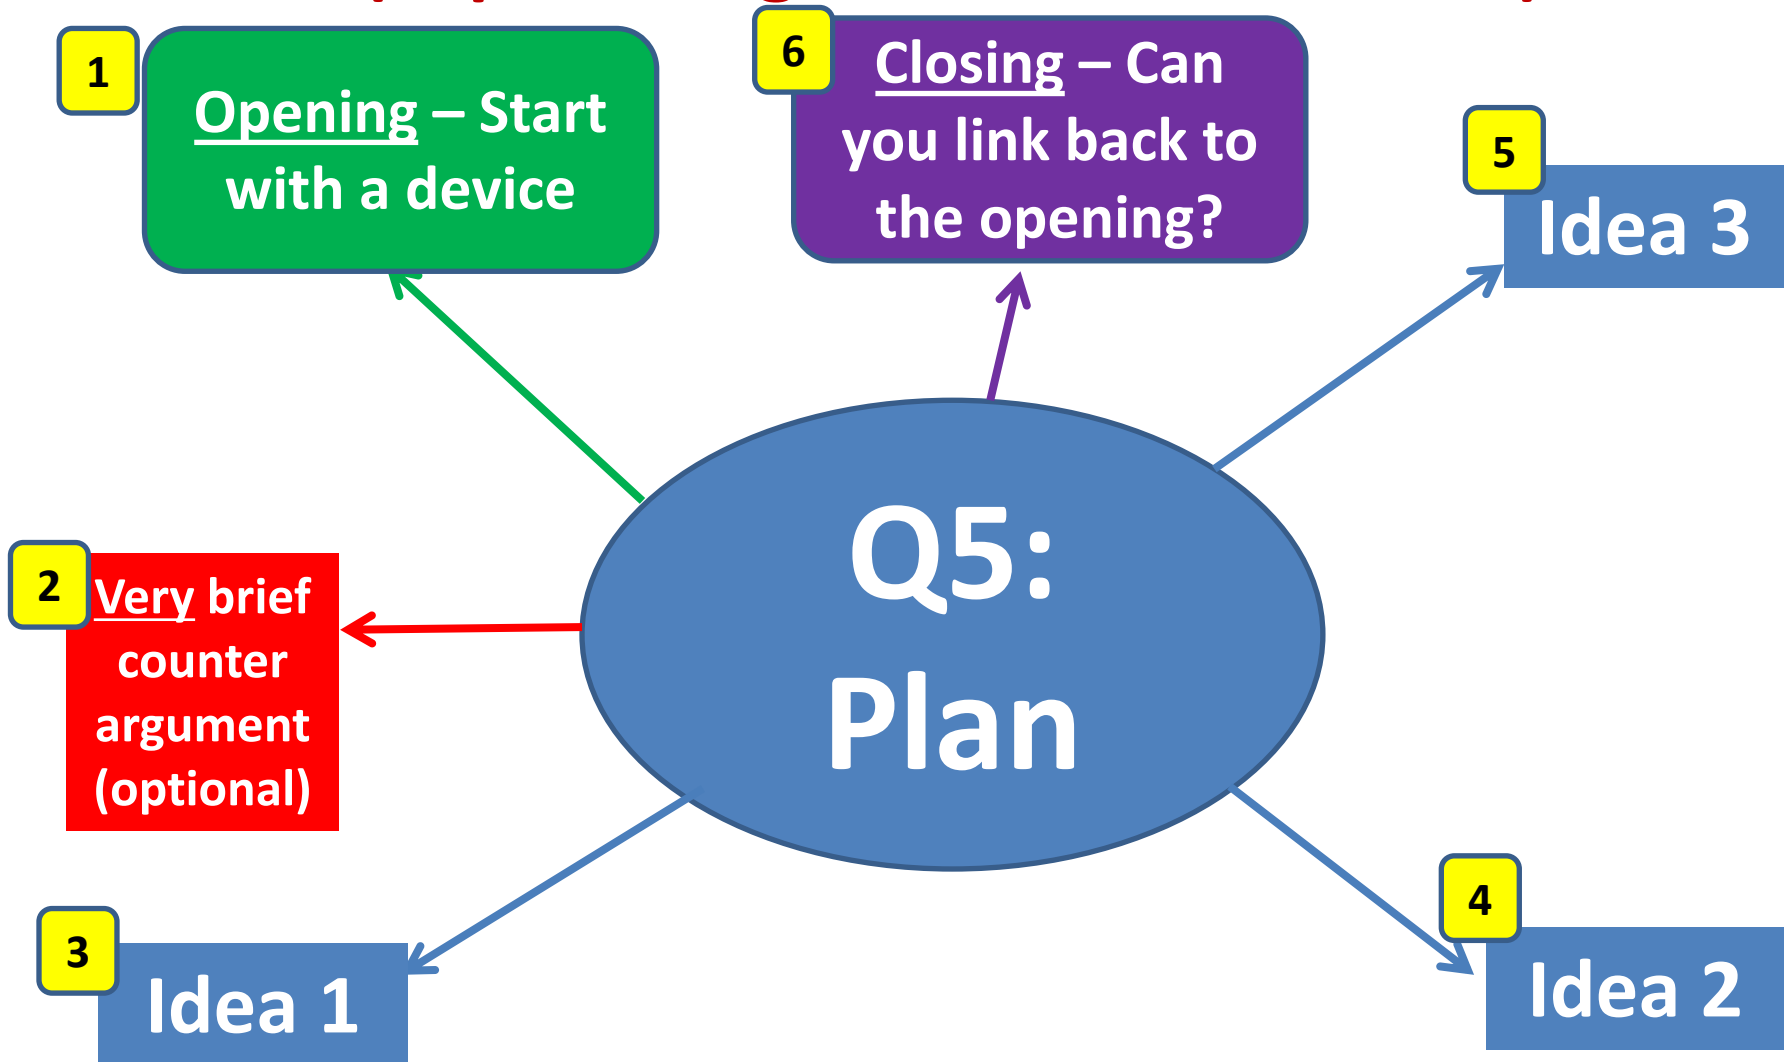 1
Opening – Start
with a device
6
Closing – Can
you link back to
the opening?
5
Idea 3
2
Very brief
counter
argument
(optional)
Q5:
Plan
3
Idea 1
4
Idea 2